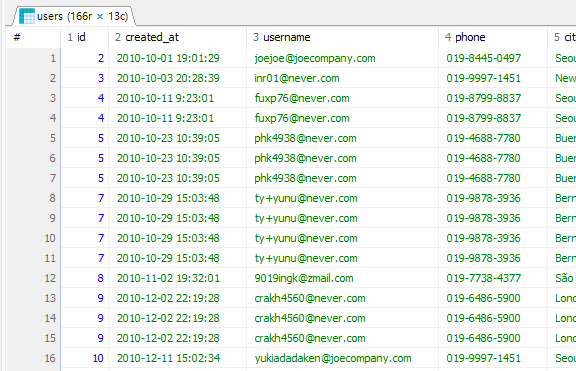 users (166r × 13c)
# 1 id 2 created_at 3 username 4 phone 5 cit
1 2 2010-10-01 19:01:29 joejoe@joecompany.com 019-8445-0497 Seou
2 3 2010-10-03 20:28:39 inr01@never.com 019-9997-1451 New
3 4 2010-10-11 9:23:01 fuxp76@never.com 019-8799-8837 Seou
4 4 2010-10-11 9:23:01 fuxp76@never.com 019-8799-8837 Seou
5 5 2010-10-23 10:39:05 phk4938@never.com 019-4688-7780 Buen
6 5 2010-10-23 10:39:05 phk4938@never.com 019-4688-7780 Buen
7 5 2010-10-23 10:39:05 phk4938@never.com 019-4688-7780 Buen
8 7 2010-10-29 15:03:48 ty+yunu@never.com 019-9878-3936 Bern
9 7 2010-10-29 15:03:48 ty+yunu@never.com 019-9878-3936 Bern
10 7 2010-10-29 15:03:48 ty+yunu@never.com 019-9878-3936 Bern
11 7 2010-10-29 15:03:48 ty+yunu@never.com 019-9878-3936 Bern
12 8 2010-11-02 19:32:01 9019ingk@zmail.com 019-7738-4377 São
13 9 2010-12-02 22:19:28 crakh4560@never.com 019-6486-5900 Lond
14 9 2010-12-02 22:19:28 crakh4560@never.com 019-6486-5900 Lond
15 9 2010-12-02 22:19:28 crakh4560@never.com 019-6486-5900 Lond
16 10 2010-12-11 15:02:34 yukiadadaken@joecompany.com 019-9997-1451 Seou